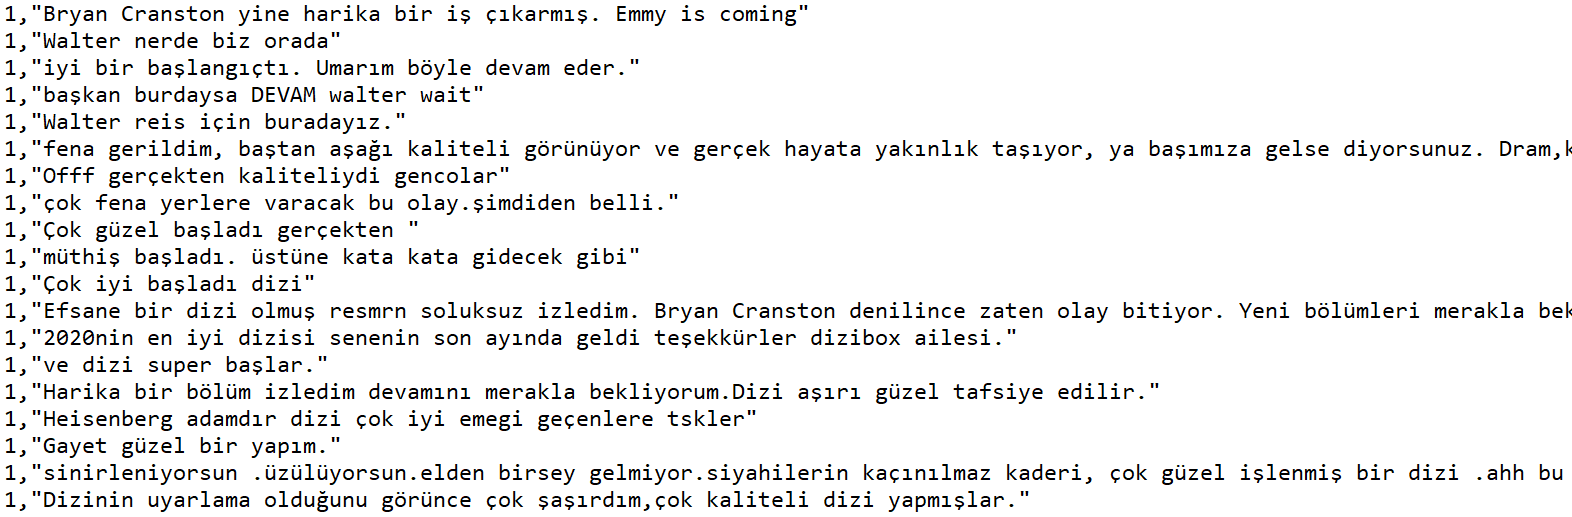 1,"Bryan Cranston yine harika bir iş çıkarmış. Emmy is coming"
1,"Walter nerde biz orada"
1,"iyi bir başlangıçtı. Umarım böyle devam eder."
1,"başkan burdaysa DEVAM walter wait"
1,"Walter reis için buradayız."
1,"fena gerildim, baştan aşağı kaliteli görünüyor ve gerçek hayata yakınlık taşıyor, ya başımıza gelse diyorsunuz. Dram,k
1,"Offf gerçekten kaliteliydi gencolar"
1,"çok fena yerlere varacak bu olay.şimdiden belli."
1,"Çok güzel başladı gerçekten "
1,"müthiş başladı. üstüne kata kata gidecek gibi"
1,"Çok iyi başladı dizi"
1,"Efsane bir dizi olmuş resmrn soluksuz izledim. Bryan Cranston denilince zaten olay bitiyor. Yeni bölümleri merakla bek
1,"2020nin en iyi dizisi senenin son ayında geldi teşekkürler dizibox ailesi."
1,"ve dizi super başlar."
1,"Harika bir bölüm izledim devamını merakla bekliyorum.Dizi aşırı güzel tafsiye edilir."
1,"Heisenberg adamdır dizi çok iyi emegi geçenlere tskler"
1,"Gayet güzel bir yapım."
1,"sinirleniyorsun .üzülüyorsun.elden birsey gelmiyor.siyahilerin kaçınılmaz kaderi, çok güzel işlenmiş bir dizi .ahh bu
1,"Dizinin uyarlama olduğunu görünce çok şaşırdım,çok kaliteli dizi yapmışlar."